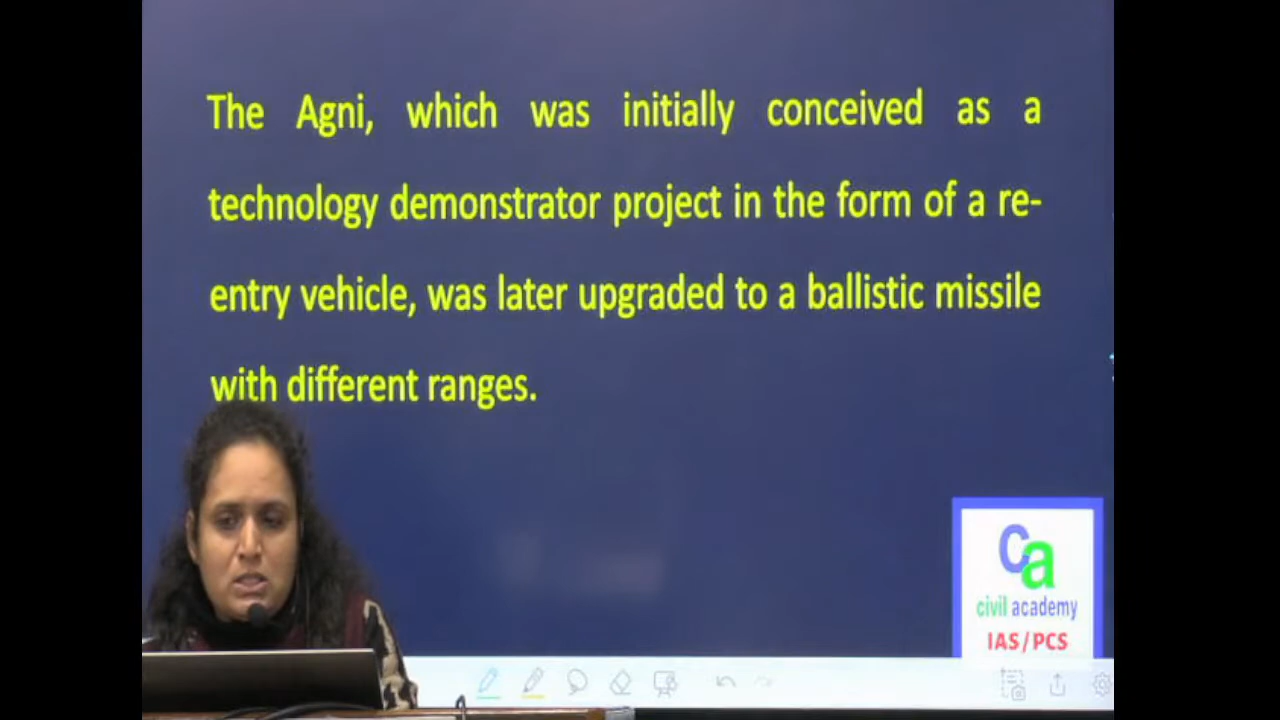 The Agni, which was initially conceived as a
technology demonstrator project in the form of a re-
entry vehicle, was later upgraded to a ballistic missile
with different ranges.
ca
civil academy
IAS/PCS